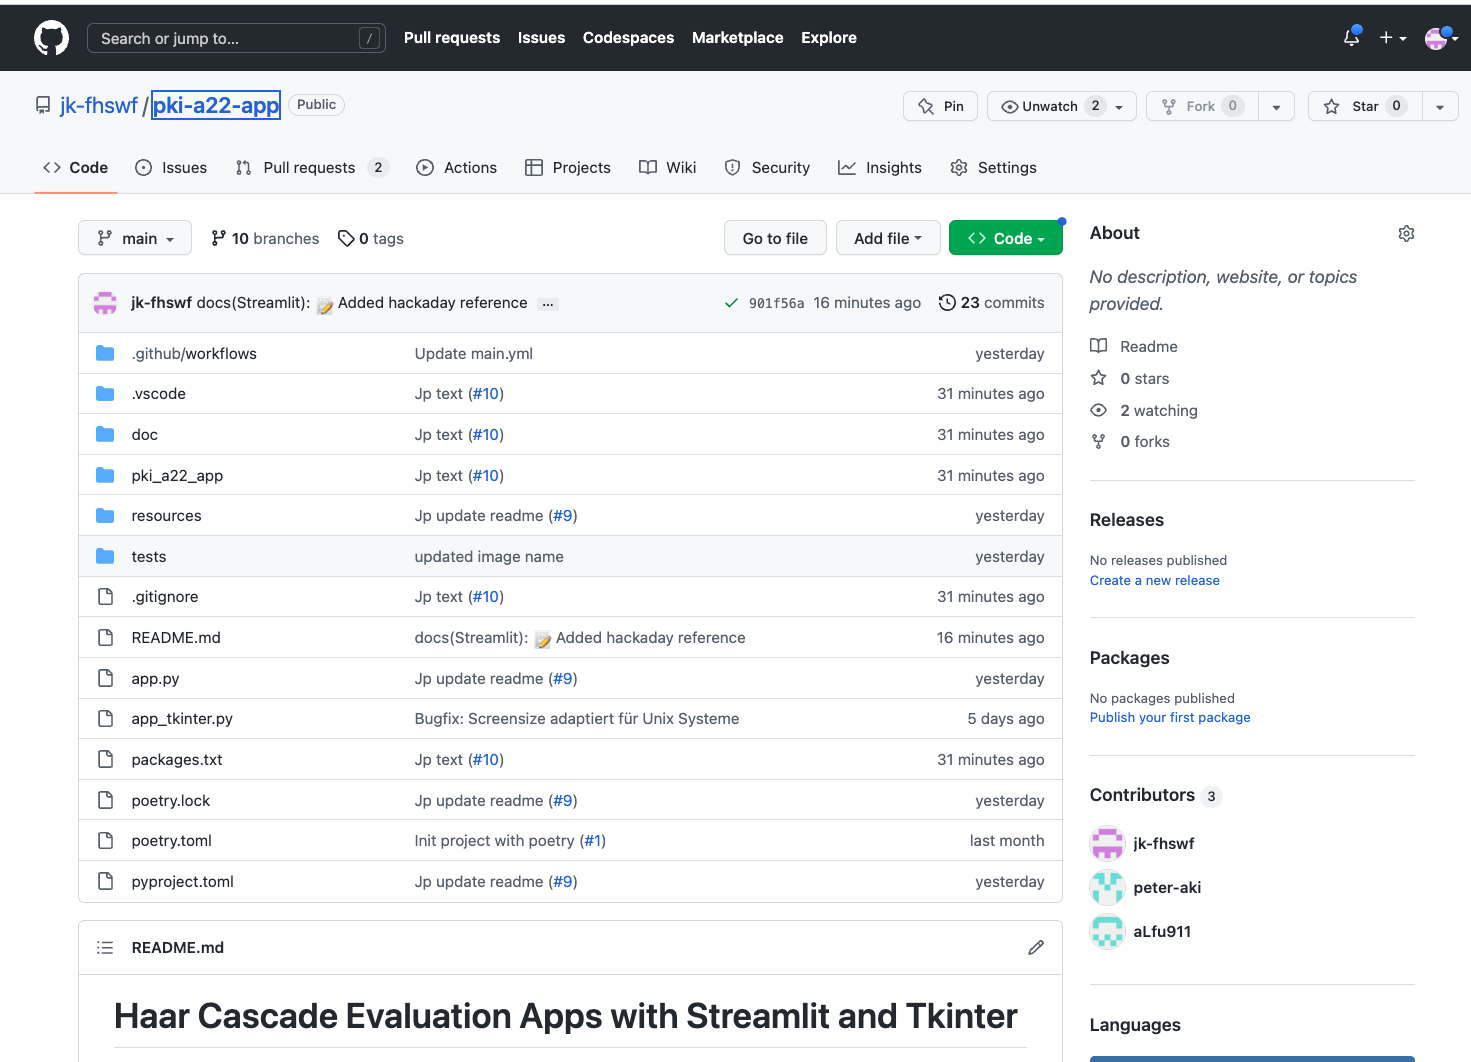 Search or jump to... / Pull requests Issues Codespaces Marketplace Explore
jk-fhswf / pki-a22-app Public Pin Unwatch 2 Fork 0 Star 0
Code Issues Pull requests 2 Actions Projects Wiki Security Insights Settings
main 10 branches 0 tags Go to file Add file Code
jk-fhswf docs(Streamlit): 📝 Added hackaday reference ... 901f56a 16 minutes ago 23 commits
.github/workflows Update main.yml yesterday
.vscode Jp text (#10) 31 minutes ago
doc Jp text (#10) 31 minutes ago
pki_a22_app Jp text (#10) 31 minutes ago
resources Jp update readme (#9) yesterday
tests updated image name yesterday
.gitignore Jp text (#10) 31 minutes ago
README.md docs(Streamlit): 📝 Added hackaday reference 16 minutes ago
app.py Jp update readme (#9) yesterday
app_tkinter.py Bugfix: Screensize adaptiert für Unix Systeme 5 days ago
packages.txt Jp text (#10) 31 minutes ago
poetry.lock Jp update readme (#9) yesterday
poetry.toml Init project with poetry (#1) last month
pyproject.toml Jp update readme (#9) yesterday
README.md
Haar Cascade Evaluation Apps with Streamlit and Tkinter
About
No description, website, or topics
provided.
Readme
0 stars
2 watching
0 forks
Releases
No releases published
Create a new release
Packages
No packages published
Publish your first package
Contributors 3
jk-fhswf
peter-aki
aLfu911
Languages